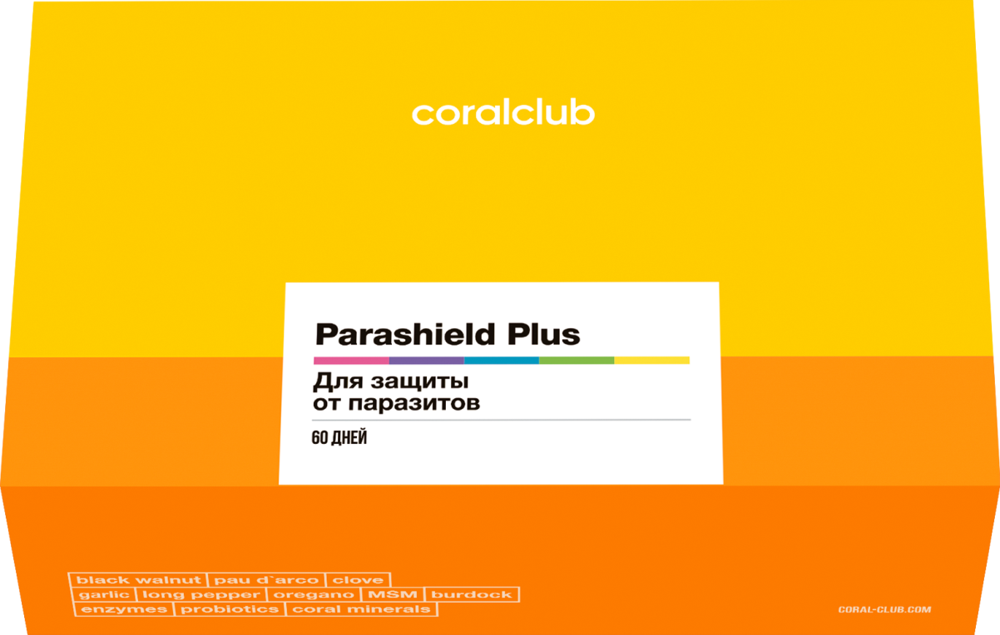 coralclub
Parashield Plus
Для защиты
от паразитов
60 ДНЕЙ
black walnut pau d`arco clove
garlic long pepper oregano MSM burdock
enzymes probiotics coral minerals
CORAL-CLUB.COM